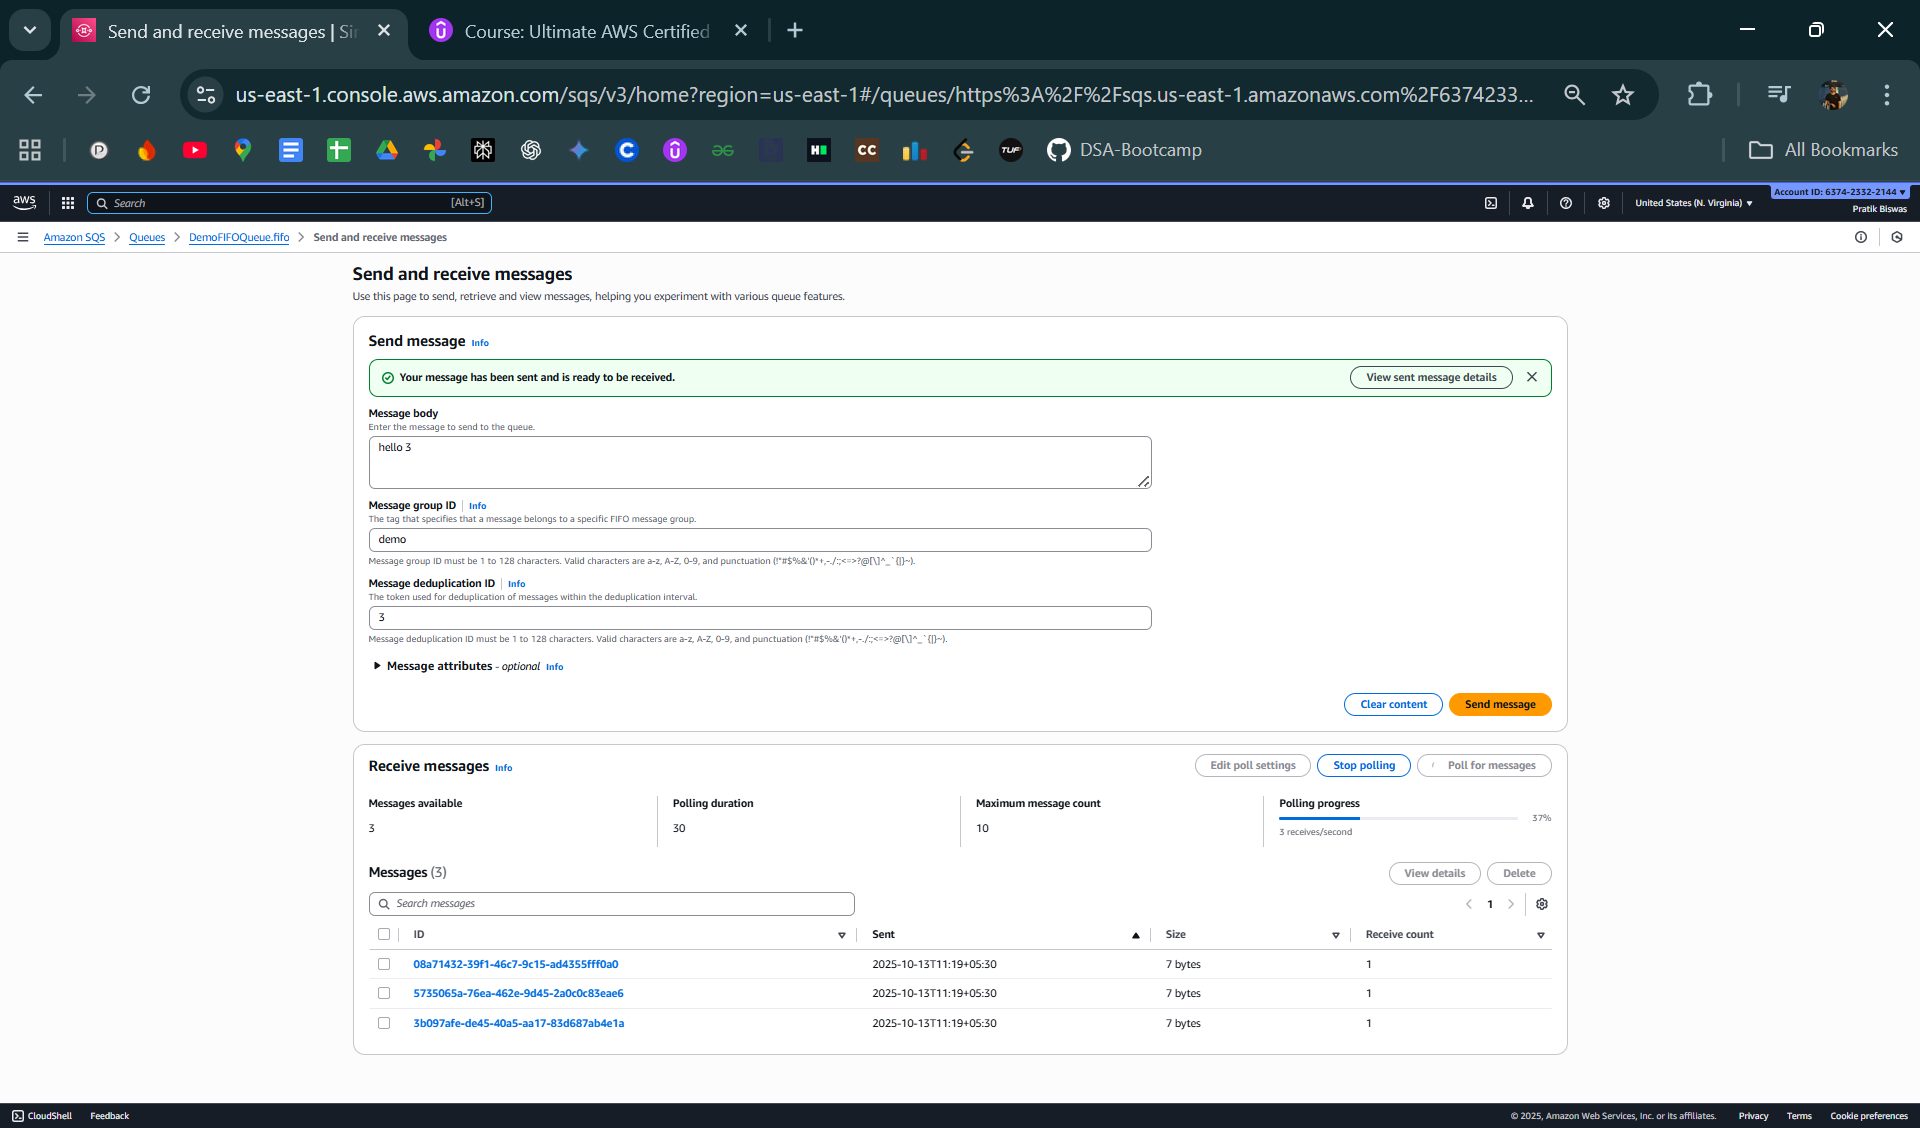 Send and receive messages | Sir
Course: Ultimate AWS Certified
us-east-1.console.aws.amazon.com/sqs/v3/home?region=us-east-1#/queues/https%3A%2F%2Fsqs.us-east-1.amazonaws.com%2F6374233...
DSA-Bootcamp
All Bookmarks
aws
Search
[Alt+S]
United States (N. Virginia)
Account ID: 6374-2332-2144
Pratik Biswas
Amazon SQS > Queues > DemoFIFOQueue.fifo > Send and receive messages
Send and receive messages
Use this page to send, retrieve and view messages, helping you experiment with various queue features.
Send message Info
Your message has been sent and is ready to be received.
View sent message details
Message body
Enter the message to send to the queue.
hello 3
Message group ID | Info
The tag that specifies that a message belongs to a specific FIFO message group.
demo
Message group ID must be 1 to 128 characters. Valid characters are a-z, A-Z, 0-9, and punctuation (!"#$%&'()*+,-./:;<=>?@[\]^_`{|}~).
Message deduplication ID | Info
The token used for deduplication of messages within the deduplication interval.
3
Message deduplication ID must be 1 to 128 characters. Valid characters are a-z, A-Z, 0-9, and punctuation (!"#$%&'()*+,-./:;<=>?@[\]^_`{|}~).
Message attributes - optional Info
Clear content
Send message
Receive messages Info
Edit poll settings
Stop polling
Poll for messages
Messages available
3
Polling duration
30
Maximum message count
10
Polling progress
37%
3 receives/second
Messages (3)
View details
Delete
Search messages
1
ID Sent Size Receive count
08a71432-39f1-46c7-9c15-ad4355fff0a0 2025-10-13T11:19+05:30 7 bytes 1
5735065a-76ea-462e-9d45-2a0c0c83eae6 2025-10-13T11:19+05:30 7 bytes 1
3b097afe-de45-40a5-aa17-83d687ab4e1a 2025-10-13T11:19+05:30 7 bytes 1
CloudShell Feedback
© 2025, Amazon Web Services, Inc. or its affiliates. Privacy Terms Cookie preferences